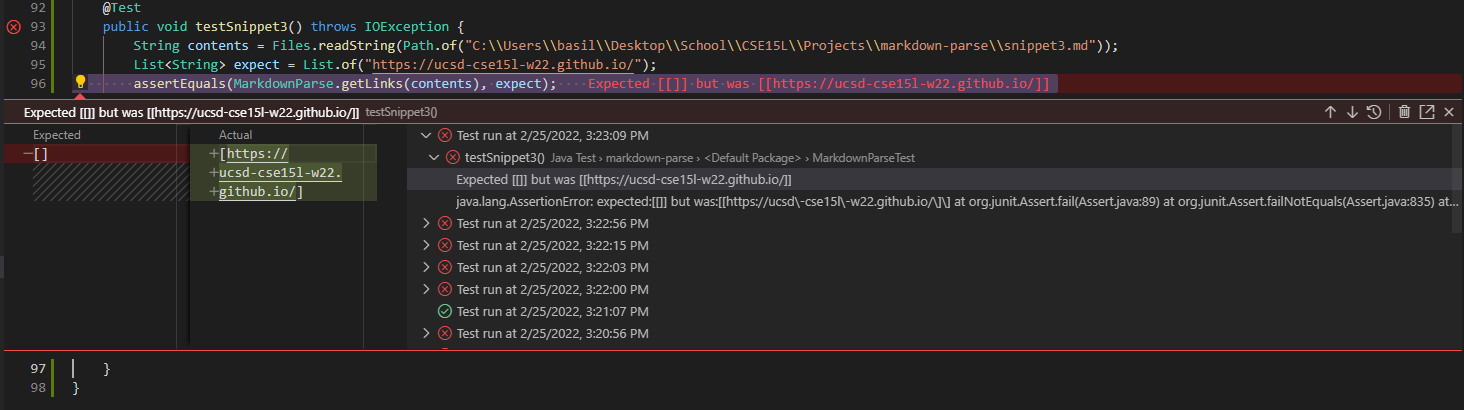 92 @Test
93 public void testSnippet3() throws IOException {
94 String contents = Files.readString(Path.of("C:\\Users\\basil\\Desktop\\School\\CSE15L\\Projects\\markdown-parse\\snippet3.md"));
95 List<String> expect = List.of("https://ucsd-cse15l-w22.github.io/");
96 assertEquals(MarkdownParse.getLinks(contents), expect); Expected [[]] but was [[https://ucsd-cse15l-w22.github.io/]]
Expected [[]] but was [[https://ucsd-cse15l-w22.github.io/]] testSnippet3()
Expected
−[]
Actual
+[https://
+ucsd-cse15l-w22.
+github.io/]
Test run at 2/25/2022, 3:23:09 PM
testSnippet3() Java Test › markdown-parse › <Default Package> › MarkdownParseTest
Expected [[]] but was [[https://ucsd-cse15l-w22.github.io/]]
java.lang.AssertionError: expected:[[]] but was:[[https://ucsd\-cse15l\-w22.github.io/\]\] at org.junit.Assert.fail(Assert.java:89) at org.junit.Assert.failNotEquals(Assert.java:835) at...
Test run at 2/25/2022, 3:22:56 PM
Test run at 2/25/2022, 3:22:15 PM
Test run at 2/25/2022, 3:22:03 PM
Test run at 2/25/2022, 3:22:00 PM
Test run at 2/25/2022, 3:21:07 PM
Test run at 2/25/2022, 3:20:56 PM
97 }
98 }